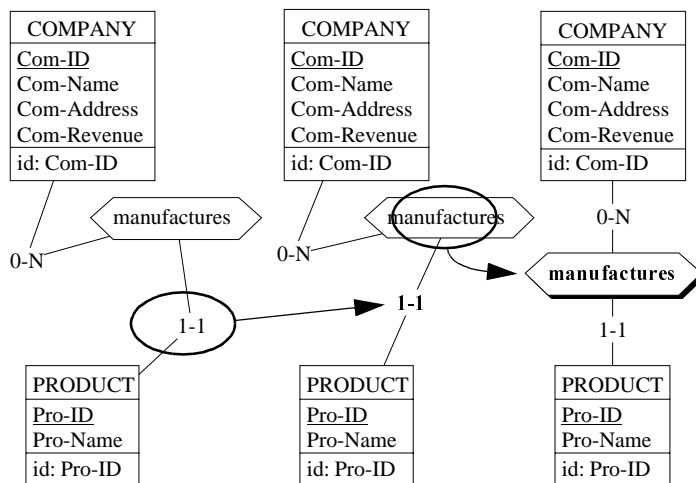 COMPANY
Com-ID
Com-Name
Com-Address
Com-Revenue
id: Com-ID
manufactures
0-N
1-1
PRODUCT
Pro-ID
Pro-Name
id: Pro-ID
COMPANY
Com-ID
Com-Name
Com-Address
Com-Revenue
id: Com-ID
manufactures
0-N
1-1
PRODUCT
Pro-ID
Pro-Name
id: Pro-ID
COMPANY
Com-ID
Com-Name
Com-Address
Com-Revenue
id: Com-ID
0-N
manufactures
1-1
PRODUCT
Pro-ID
Pro-Name
id: Pro-ID